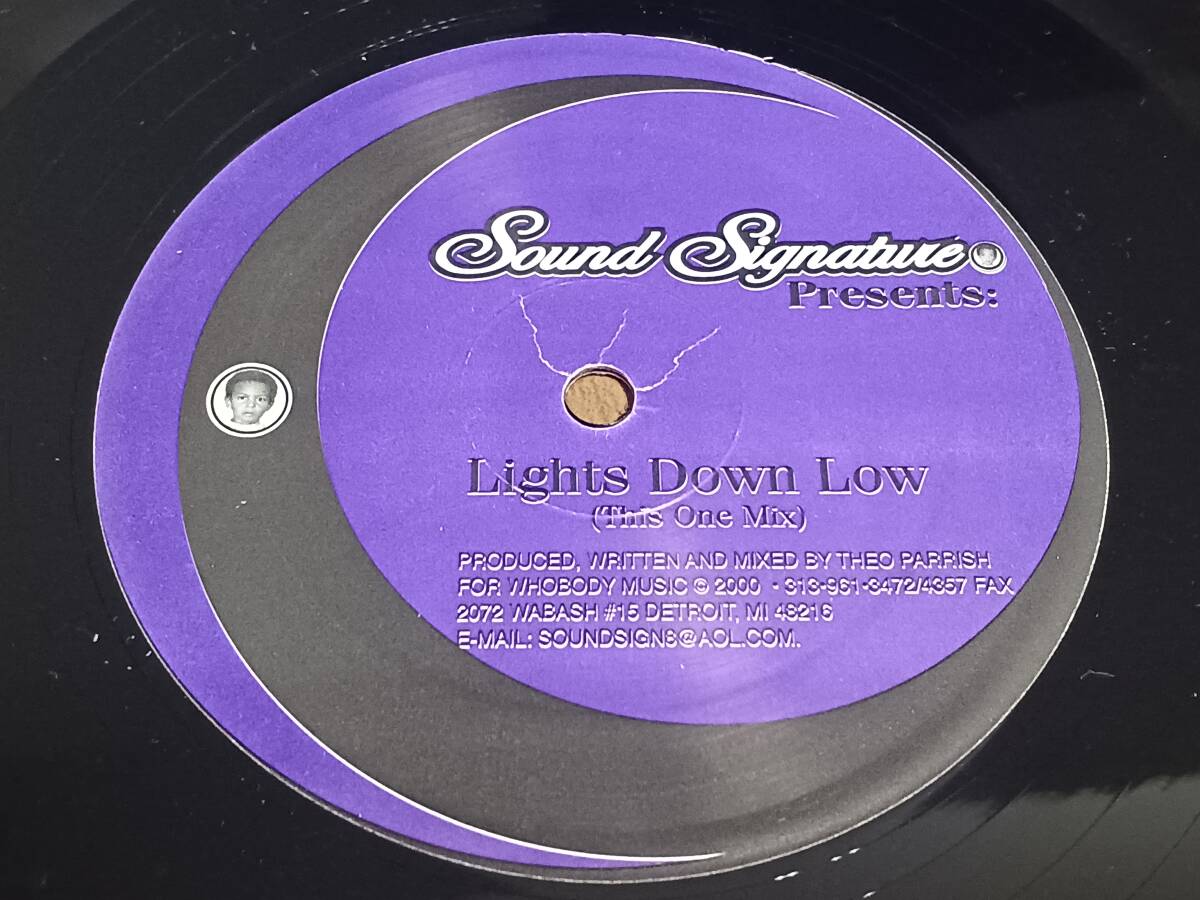 Sound Signature
Presents:
Lights Down Low
(This One Mix)
PRODUCED, WRITTEN AND MIXED BY THEO PARRISH
FOR WHOBODY MUSIC © 2000 • 313-961-3472/4357 FAX
2072 WABASH #15 DETROIT, MI 48216
E-MAIL: SOUNDSIGN8@AOL.COM.